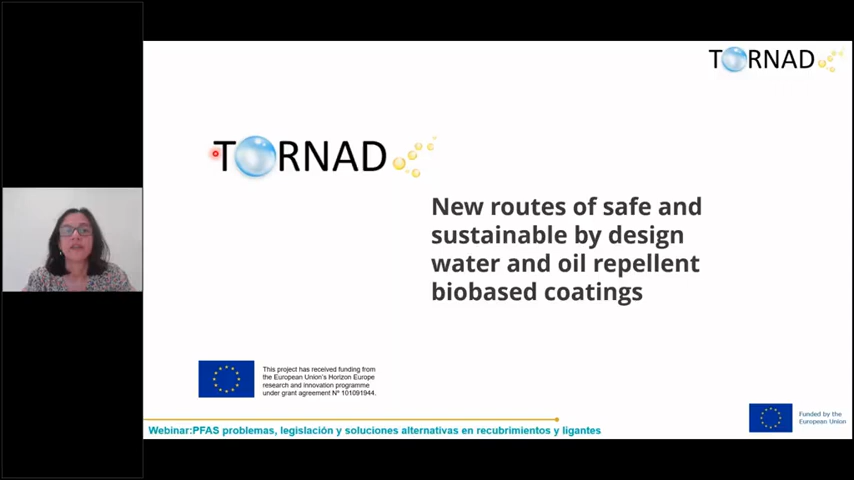 TORNAD
TORNAD
New routes of safe and
sustainable by design
water and oil repellent
biobased coatings
This project has received funding from
the European Union's Horizon Europe
research and innovation programme
under grant agreement Nº 101091944.
Funded by the
European Union
Webinar:PFAS problemas, legislación y soluciones alternativas en recubrimientos y ligantes